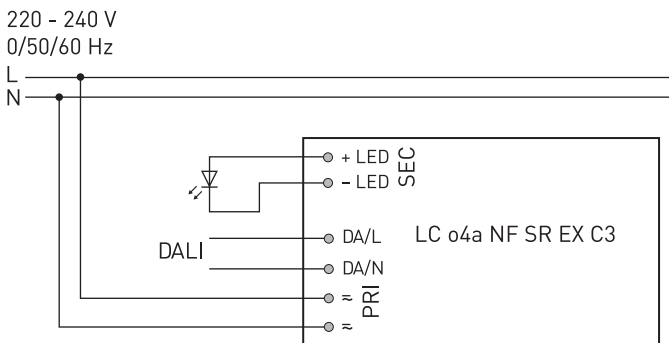 220 - 240 V
0/50/60 Hz
L
N
+ LED
- LED
SEC
DALI
DA/L
DA/N
LC o4a NF SR EX C3
≂
PRI
≂